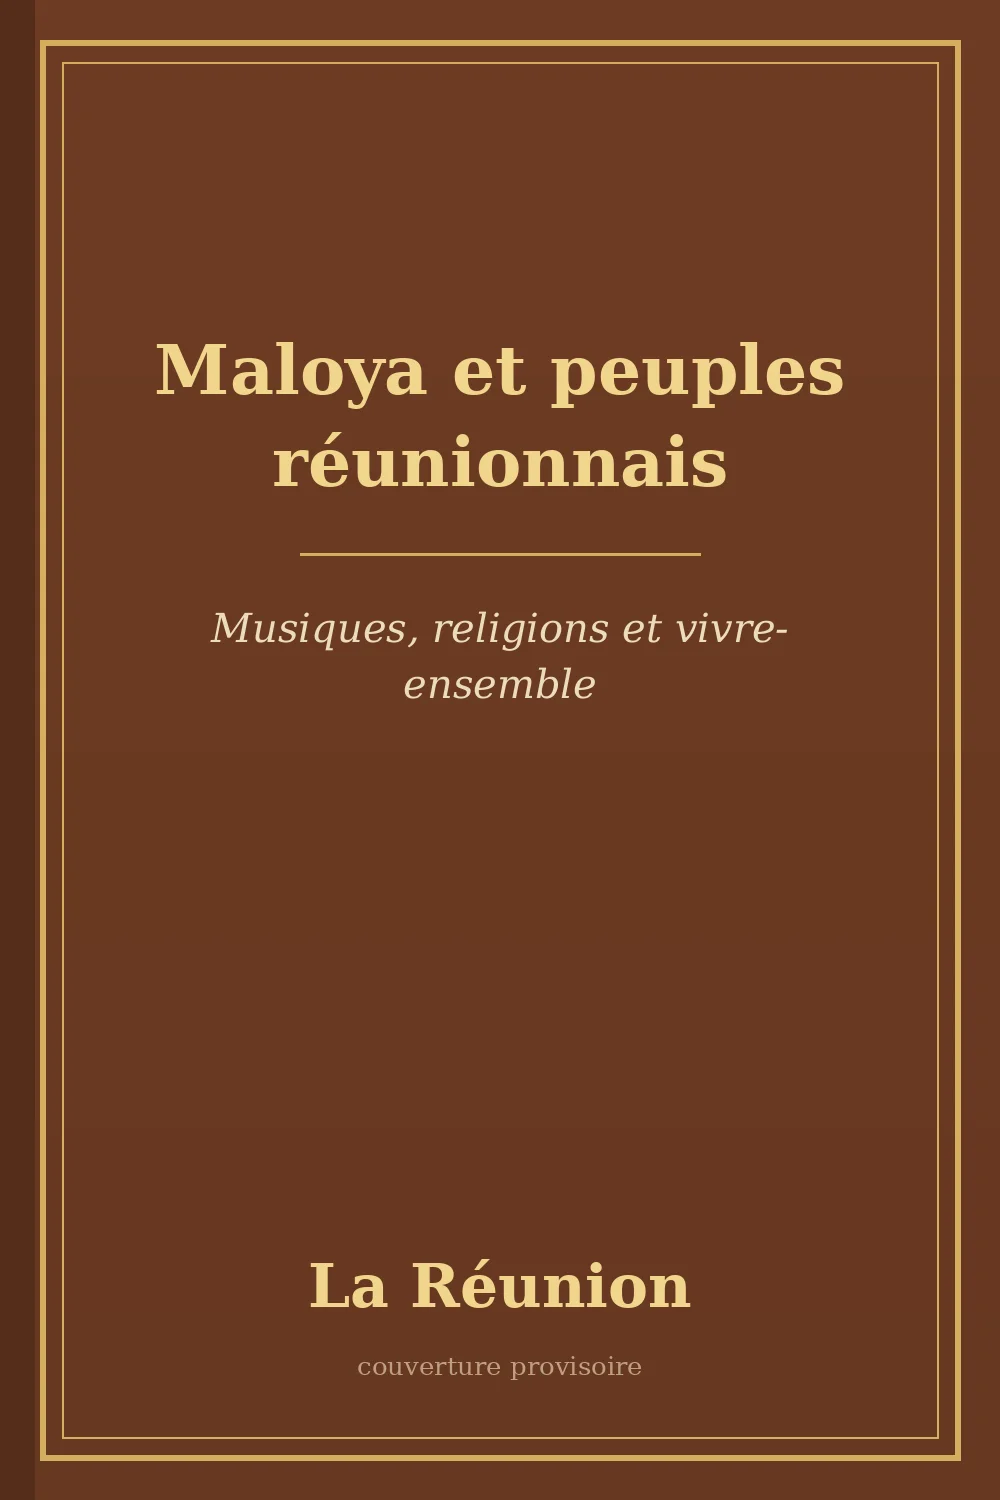 Maloya et peuples
réunionnais
Musiques, religions et vivre-
ensemble
La Réunion
couverture provisoire